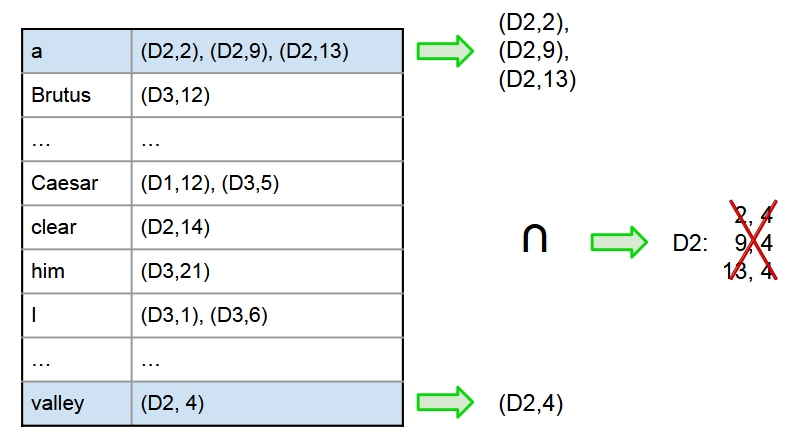 a (D2,2), (D2,9), (D2,13)
Brutus (D3,12)
… …
Caesar (D1,12), (D3,5)
clear (D2,14)
him (D3,21)
I (D3,1), (D3,6)
… …
valley (D2, 4)
(D2,2),
(D2,9),
(D2,13)
∩
(D2,4)
2, 4
D2: 9, 4
13, 4